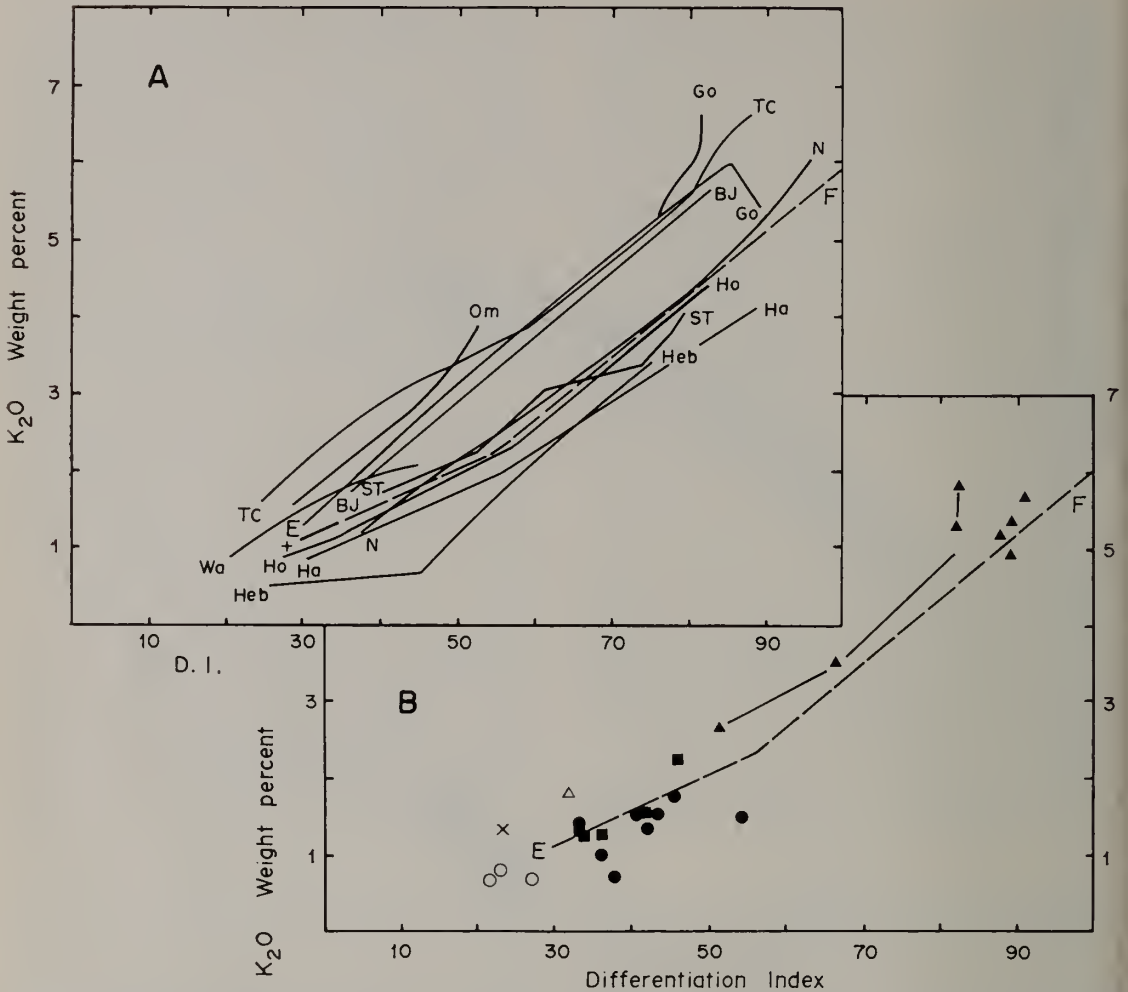 A
7
5
3
1
K2O Weight percent
Go
TC
N
F
BJ
Go
Ho
Ha
ST
Heb
Om
TC
E
+
BJ
ST
Wa
Ho
Ha
N
Heb
10
30
50
70
90
D. I.
B
3
1
K2O Weight percent
7
5
3
1
F
E
10
30
50
70
90
Differentiation Index